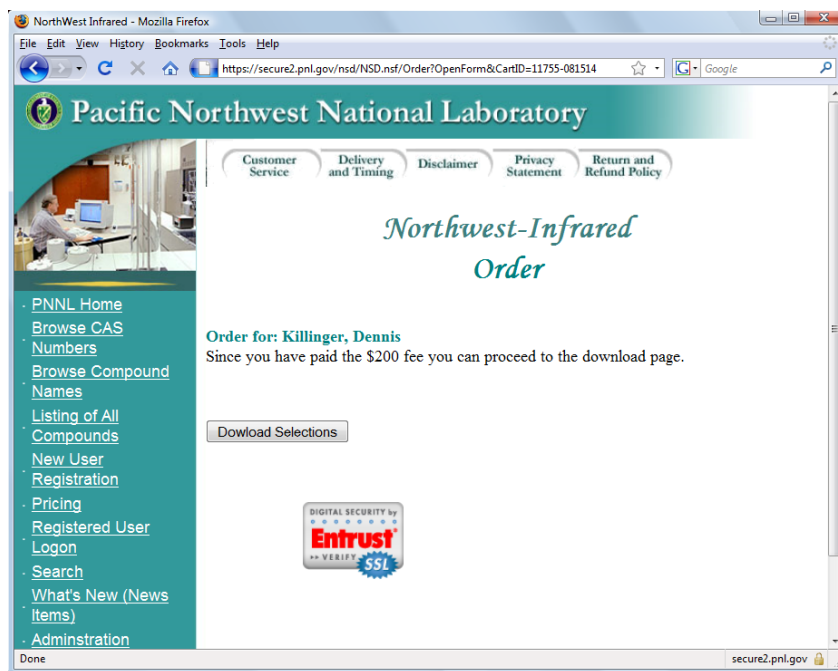 NorthWest Infrared - Mozilla Firefox
File Edit View History Bookmarks Tools Help
https://secure2.pnl.gov/nsd/NSD.nsf/Order?OpenForm&CartID=11755-081514
G Google
Pacific Northwest National Laboratory
Customer Service
Delivery and Timing
Disclaimer
Privacy Statement
Return and Refund Policy
Northwest-Infrared
Order
PNNL Home
Browse CAS
Numbers
Browse Compound
Names
Listing of All
Compounds
New User
Registration
Pricing
Registered User
Logon
Search
What's New (News
Items)
Adminstration
Order for: Killinger, Dennis
Since you have paid the $200 fee you can proceed to the download page.
Dowload Selections
DIGITAL SECURITY by
Entrust
>> VERIFY
SSL
Done
secure2.pnl.gov